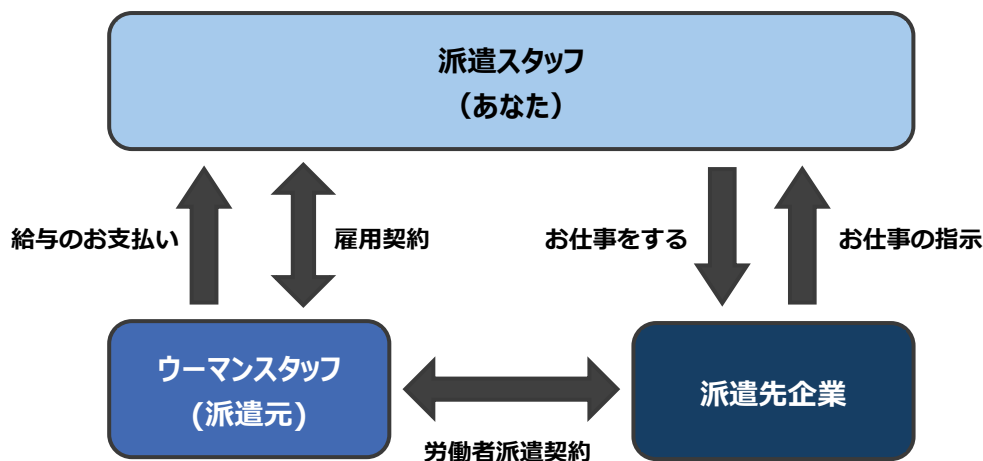 派遣スタッフ
（あなた）
給与のお支払い
雇用契約
お仕事をする
お仕事の指示
ウーマンスタッフ
(派遣元)
派遣先企業
労働者派遣契約